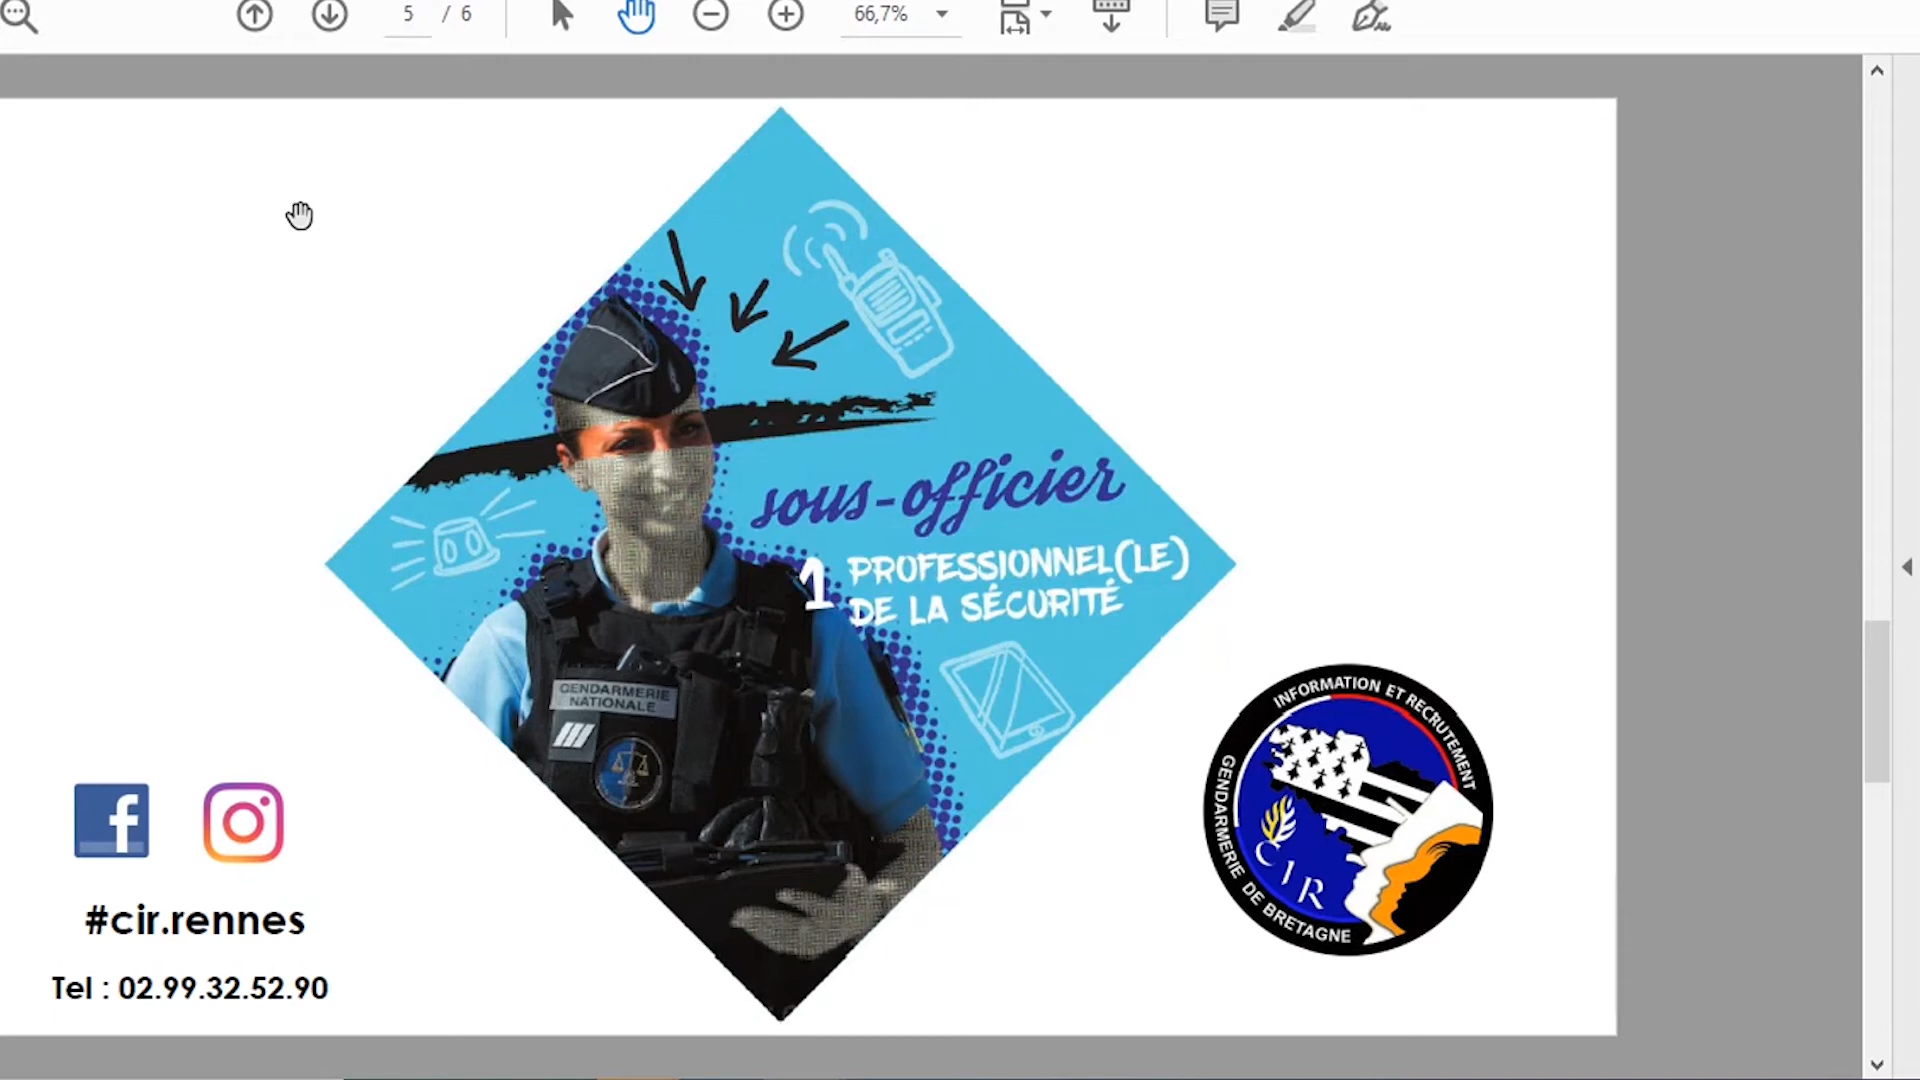 5 / 6
66,7%
sous-officier
1 PROFESSIONNEL(LE)
DE LA SÉCURITÉ
GENDARMERIE
NATIONALE
INFORMATION ET RECRUTEMENT
GENDARMERIE DE BRETAGNE
CIR
#cir.rennes
Tel : 02.99.32.52.90